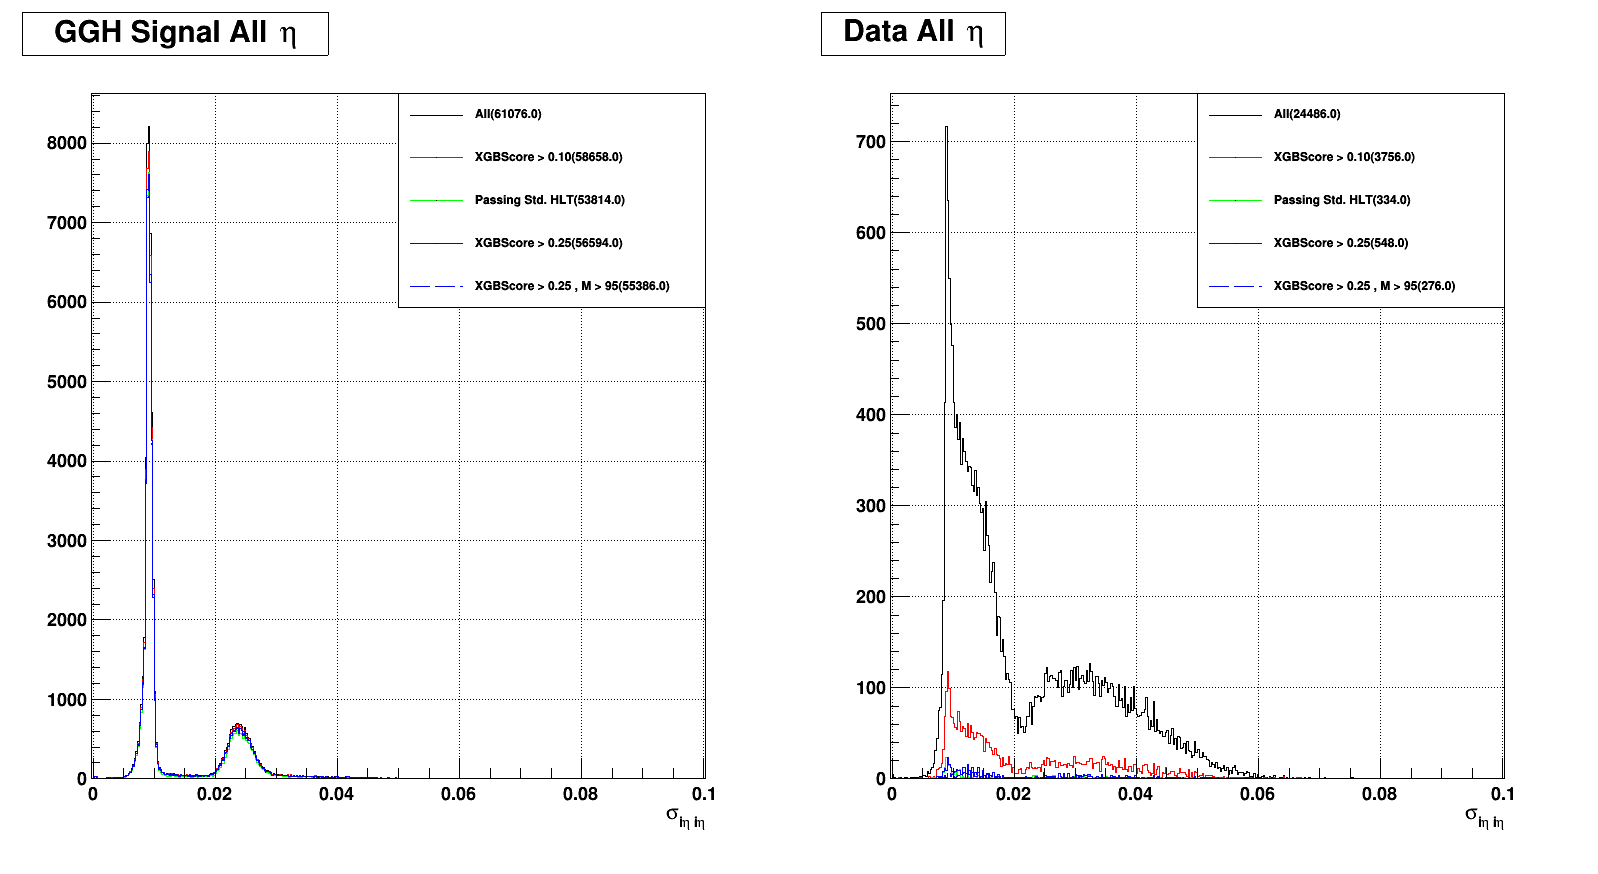 GGH Signal All η
All(61076.0)
XGBScore > 0.10(58658.0)
Passing Std. HLT(53814.0)
XGBScore > 0.25(56594.0)
XGBScore > 0.25 , M > 95(55386.0)
8000
7000
6000
5000
4000
3000
2000
1000
0
0 0.02 0.04 0.06 0.08 0.1
σiη iη
Data All η
All(24486.0)
XGBScore > 0.10(3756.0)
Passing Std. HLT(334.0)
XGBScore > 0.25(548.0)
XGBScore > 0.25 , M > 95(276.0)
700
600
500
400
300
200
100
0
0 0.02 0.04 0.06 0.08 0.1
σiη iη